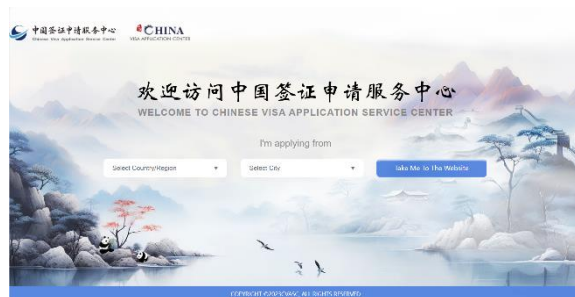 中国签证申请服务中心
Chinese Visa Application Service Center
CHINA
VISA APPLICATION CENTER
欢迎访问中国签证申请服务中心
WELCOME TO CHINESE VISA APPLICATION SERVICE CENTER
I'm applying from
Select Country/Region
Select City
Take Me To The Website
COPYRIGHT ©2023CVASC, ALL RIGHTS RESERVED